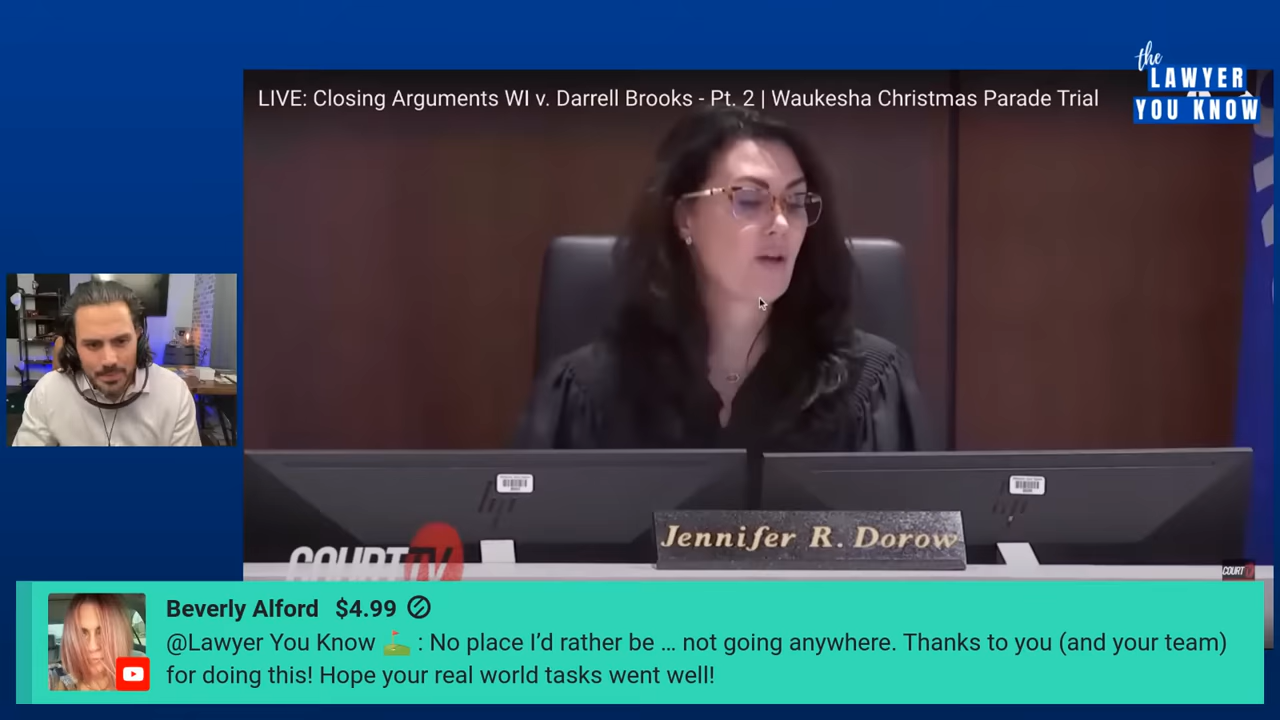 the
LAWYER
YOU KNOW
LIVE: Closing Arguments WI v. Darrell Brooks - Pt. 2 | Waukesha Christmas Parade Trial
Jennifer R. Dorow
COURT TV
COURT
Beverly Alford $4.99
@Lawyer You Know ⛳ : No place I’d rather be … not going anywhere. Thanks to you (and your team)
for doing this! Hope your real world tasks went well!